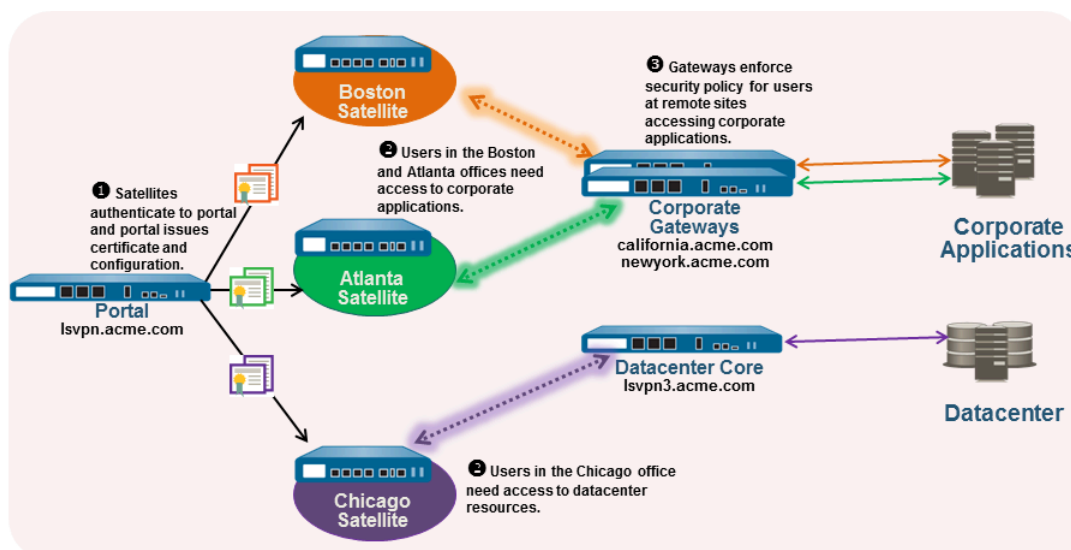 Boston
Satellite
❸ Gateways enforce
security policy for users
at remote sites
accessing corporate
applications.
❷ Users in the Boston
and Atlanta offices need
access to corporate
applications.
❶ Satellites
authenticate to portal
and portal issues
certificate and
configuration.
Corporate
Gateways
california.acme.com
newyork.acme.com
Corporate
Applications
Atlanta
Satellite
Portal
lsvpn.acme.com
Datacenter Core
lsvpn3.acme.com
Datacenter
❷ Users in the Chicago office
need access to datacenter
resources.
Chicago
Satellite